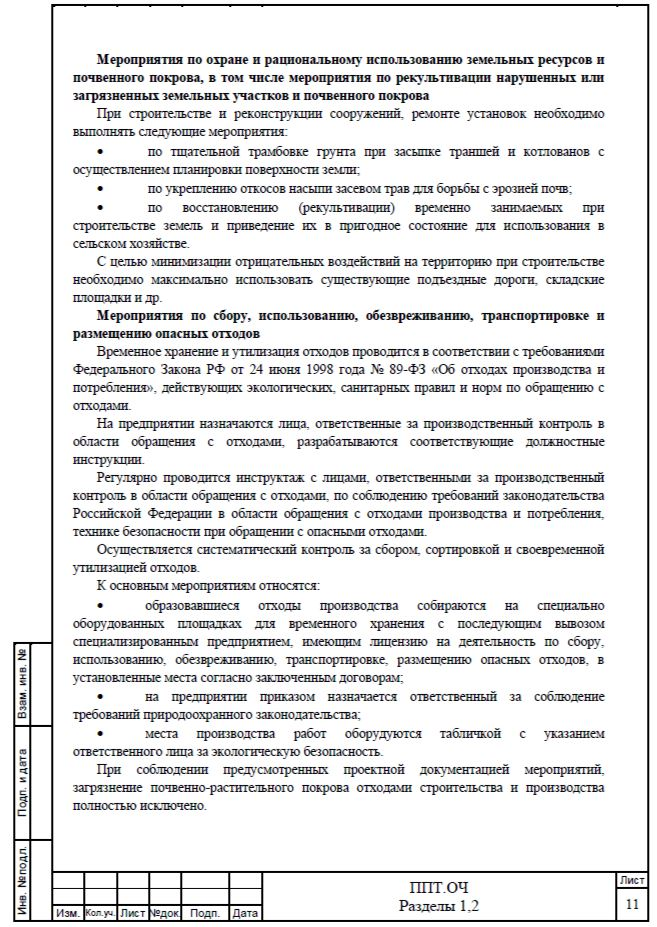 Мероприятия по охране и рациональному использованию земельных ресурсов и
почвенного покрова, в том числе мероприятия по рекультивации нарушенных или
загрязненных земельных участков и почвенного покрова
При строительстве и реконструкции сооружений, ремонте установок необходимо
выполнять следующие мероприятия:
• по тщательной трамбовке грунта при засыпке траншей и котлованов с
осуществлением планировки поверхности земли;
• по укреплению откосов насыпи засевом трав для борьбы с эрозией почв;
• по восстановлению (рекультивации) временно занимаемых при
строительстве земель и приведение их в пригодное состояние для использования в
сельском хозяйстве.
С целью минимизации отрицательных воздействий на территорию при строительстве
необходимо максимально использовать существующие подъездные дороги, складские
площадки и др.
Мероприятия по сбору, использованию, обезвреживанию, транспортировке и
размещению опасных отходов
Временное хранение и утилизация отходов проводится в соответствии с требованиями
Федерального Закона РФ от 24 июня 1998 года № 89-ФЗ «Об отходах производства и
потребления», действующих экологических, санитарных правил и норм по обращению с
отходами.
На предприятии назначаются лица, ответственные за производственный контроль в
области обращения с отходами, разрабатываются соответствующие должностные
инструкции.
Регулярно проводится инструктаж с лицами, ответственными за производственный
контроль в области обращения с отходами, по соблюдению требований законодательства
Российской Федерации в области обращения с отходами производства и потребления,
технике безопасности при обращении с опасными отходами.
Осуществляется систематический контроль за сбором, сортировкой и своевременной
утилизацией отходов.
К основным мероприятиям относятся:
• образовавшиеся отходы производства собираются на специально
оборудованных площадках для временного хранения с последующим вывозом
специализированным предприятием, имеющим лицензию на деятельность по сбору,
использованию, обезвреживанию, транспортировке, размещению опасных отходов, в
установленные места согласно заключенным договорам;
• на предприятии приказом назначается ответственный за соблюдение
требований природоохранного законодательства;
• места производства работ оборудуются табличкой с указанием
ответственного лица за экологическую безопасность.
При соблюдении предусмотренных проектной документацией мероприятий,
загрязнение почвенно-растительного покрова отходами строительства и производства
полностью исключено.
Взам. инв. №
Подп. и дата
Инв. №подл.
Изм. Кол.уч. Лист №док. Подп. Дата
ППТ.ОЧ
Разделы 1,2
Лист
11